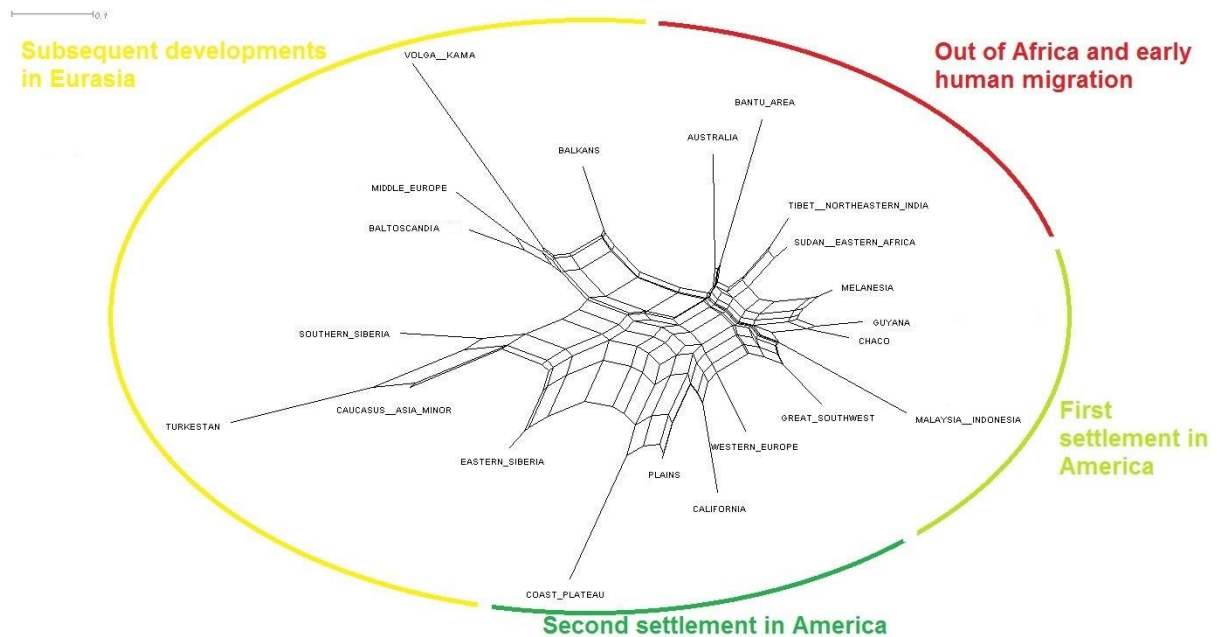 0.1
Subsequent developments
in Eurasia
Out of Africa and early
human migration
VOLGA__KAMA
BANTU_AREA
AUSTRALIA
BALKANS
MIDDLE_EUROPE
TIBET__NORTHEASTERN_INDIA
BALTOSCANDIA
SUDAN__EASTERN_AFRICA
MELANESIA
GUYANA
SOUTHERN_SIBERIA
CHACO
CAUCASUS__ASIA_MINOR
GREAT_SOUTHWEST
MALAYSIA__INDONESIA
TURKESTAN
First
settlement in
America
WESTERN_EUROPE
EASTERN_SIBERIA
PLAINS
CALIFORNIA
COAST_PLATEAU
Second settlement in America